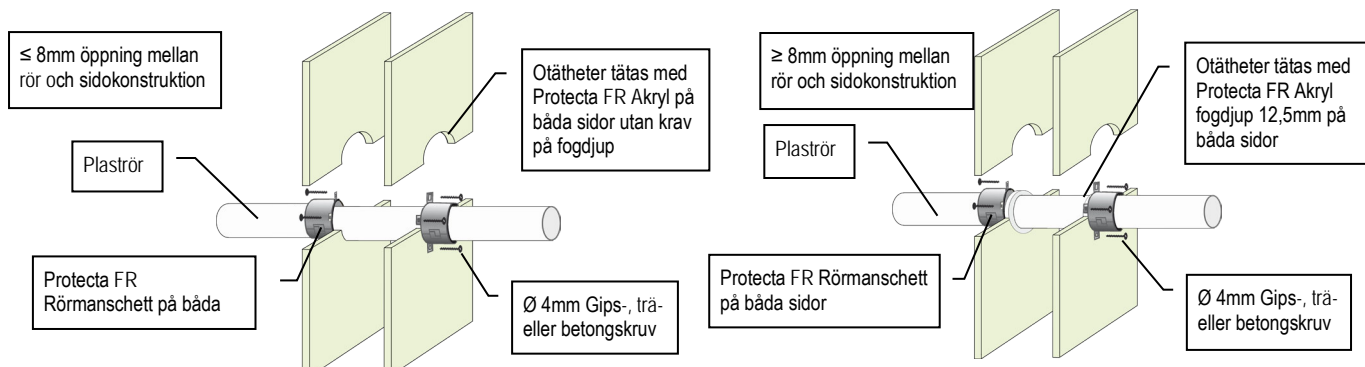 ≤ 8mm öppning mellan
rör och sidokonstruktion
Otätheter tätas med
Protecta FR Akryl på
båda sidor utan krav
på fogdjup
Plaströr
Protecta FR
Rörmanschett på båda
Ø 4mm Gips-, trä-
eller betongskruv
≥ 8mm öppning mellan
rör och sidokonstruktion
Otätheter tätas med
Protecta FR Akryl
fogdjup 12,5mm på
båda sidor
Plaströr
Protecta FR Rörmanschett
på båda sidor
Ø 4mm Gips-, trä-
eller betongskruv